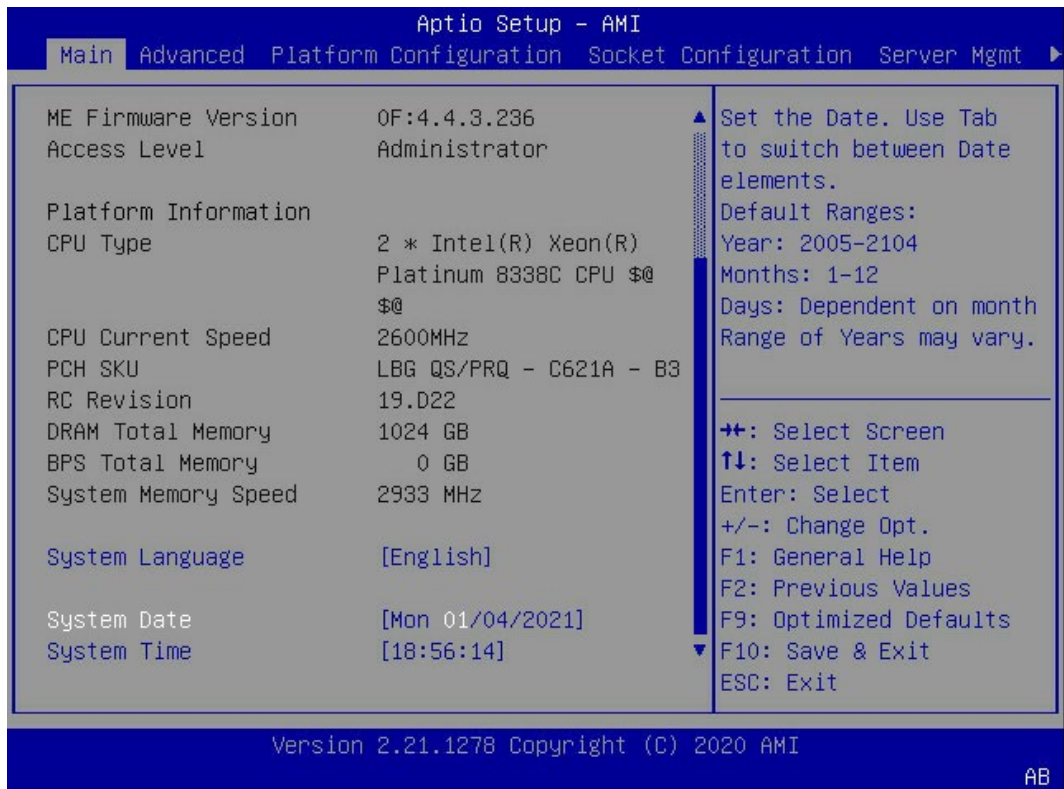 Aptio Setup – AMI
Main Advanced Platform Configuration Socket Configuration Server Mgmt ▶
ME Firmware Version 0F:4.4.3.236
Access Level Administrator
Platform Information
CPU Type 2 * Intel(R) Xeon(R)
Platinum 8338C CPU $@
$@
CPU Current Speed 2600MHz
PCH SKU LBG QS/PRQ - C621A - B3
RC Revision 19.D22
DRAM Total Memory 1024 GB
BPS Total Memory 0 GB
System Memory Speed 2933 MHz
System Language [English]
System Date [Mon 01/04/2021]
System Time [18:56:14]
Set the Date. Use Tab
to switch between Date
elements.
Default Ranges:
Year: 2005-2104
Months: 1-12
Days: Dependent on month
Range of Years may vary.
→←: Select Screen
↑↓: Select Item
Enter: Select
+/-: Change Opt.
F1: General Help
F2: Previous Values
F9: Optimized Defaults
F10: Save & Exit
ESC: Exit
Version 2.21.1278 Copyright (C) 2020 AMI
AB